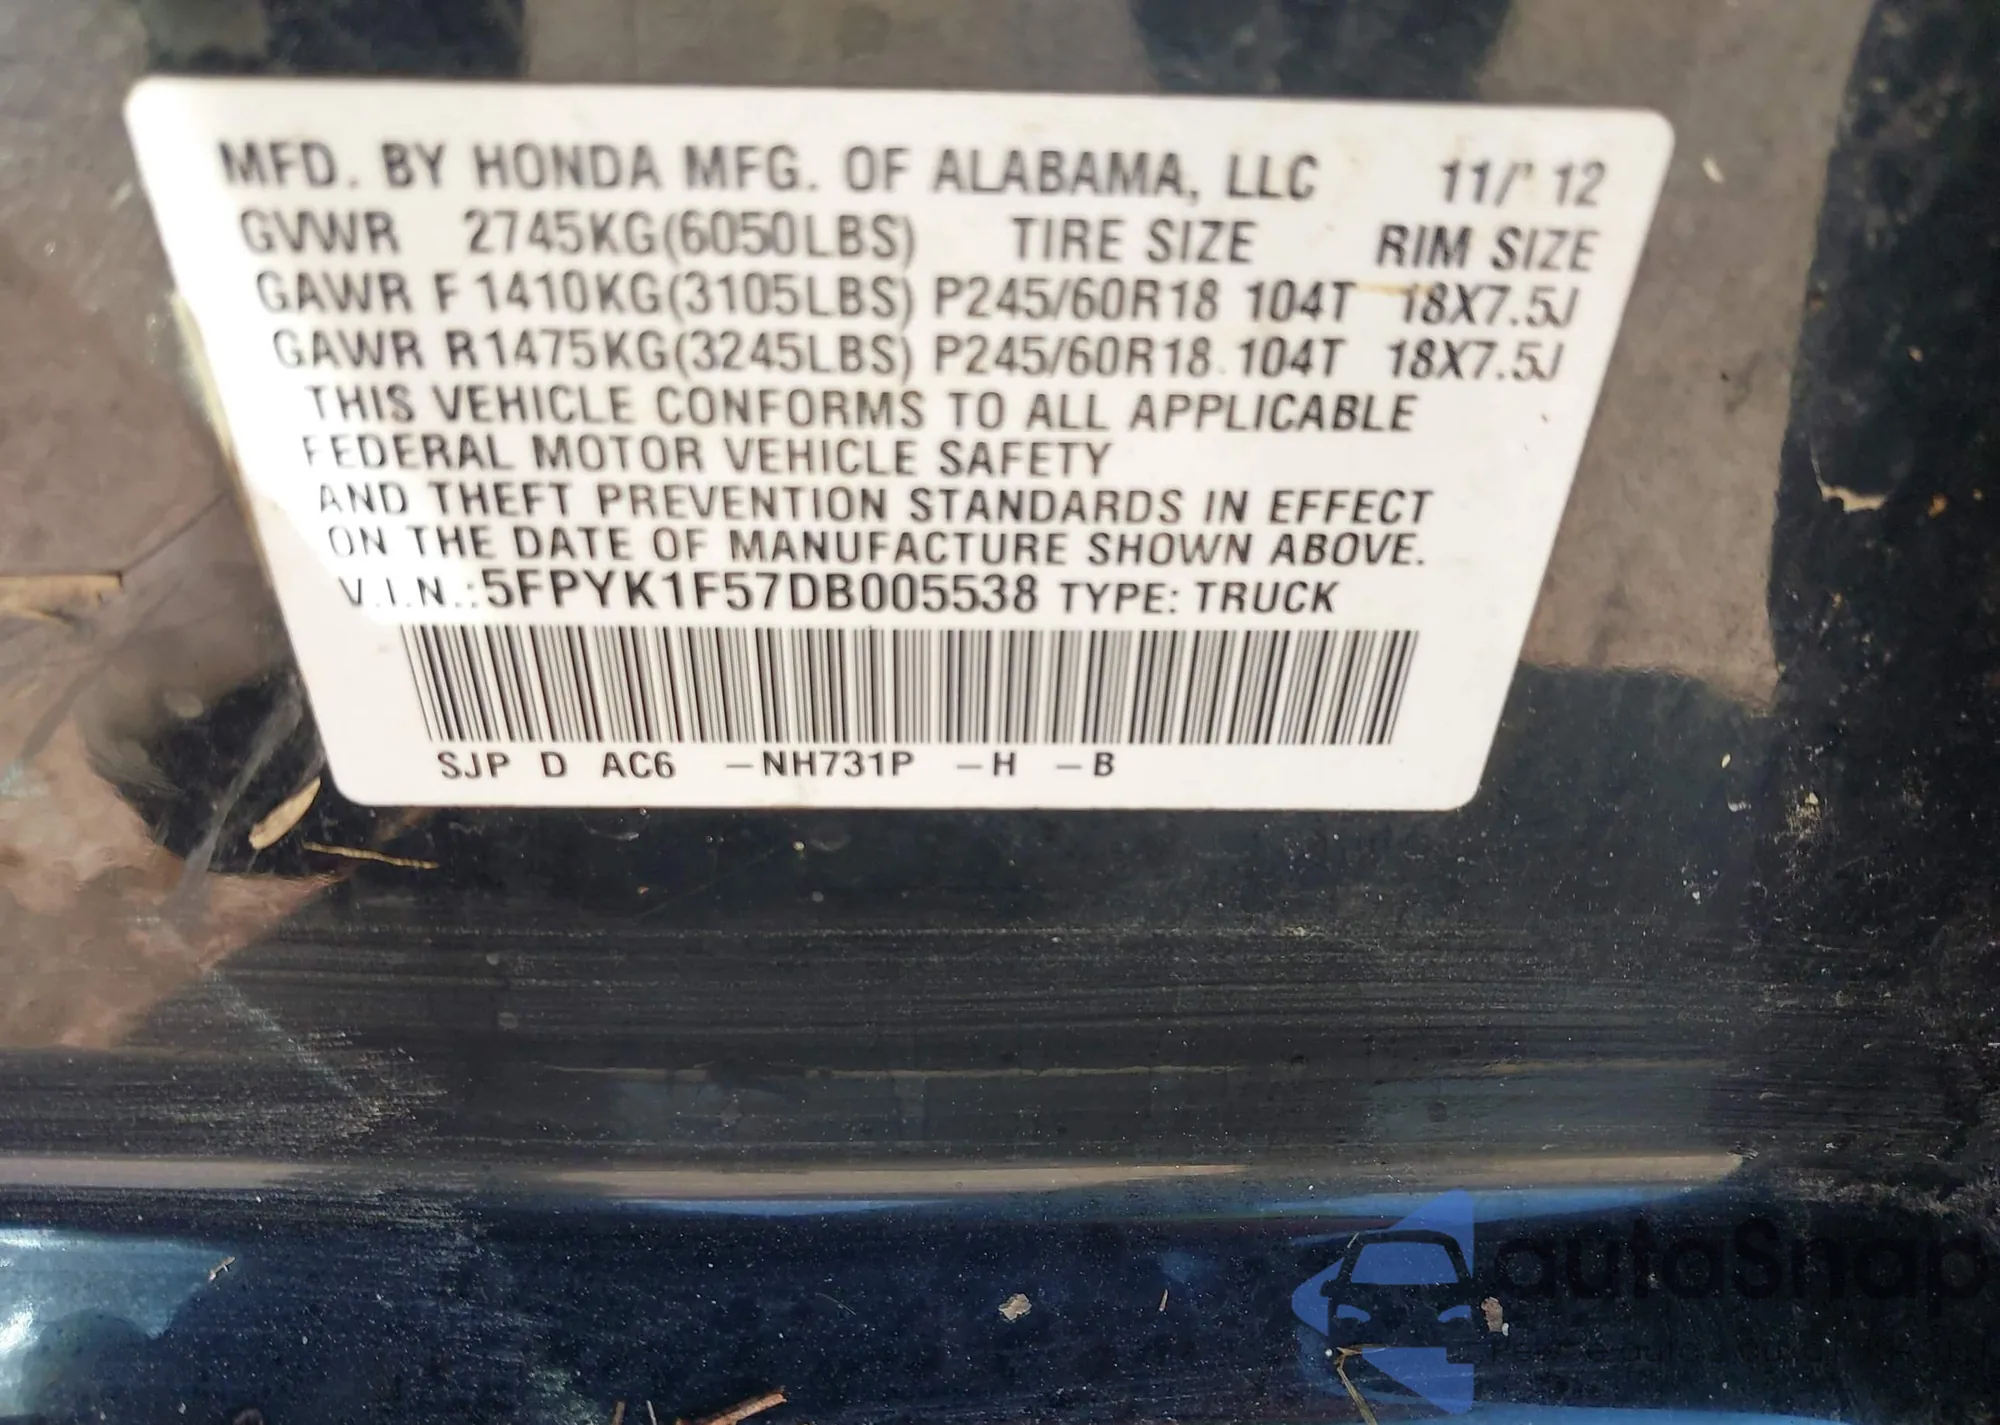 MFD. BY HONDA MFG. OF ALABAMA, LLC 11/' 12
GVWR 2745KG(6050LBS) TIRE SIZE RIM SIZE
GAWR F 1410KG(3105LBS) P245/60R18 104T 18X7.5J
GAWR R1475KG(3245LBS) P245/60R18 104T 18X7.5J
THIS VEHICLE CONFORMS TO ALL APPLICABLE
FEDERAL MOTOR VEHICLE SAFETY
AND THEFT PREVENTION STANDARDS IN EFFECT
ON THE DATE OF MANUFACTURE SHOWN ABOVE.
V.I.N.:5FPYK1F57DB005538 TYPE: TRUCK
SJP D AC6 -NH731P -H -B
autoSnap